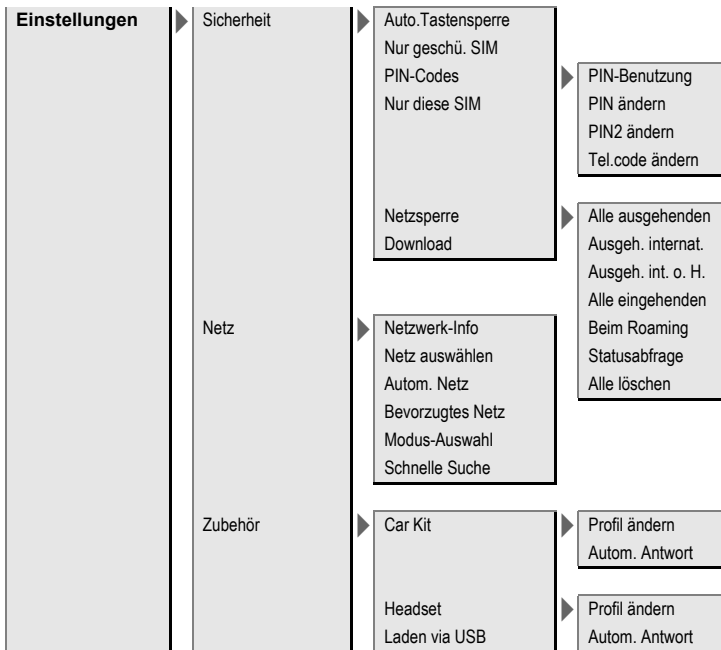 Einstellungen Sicherheit Auto.Tastensperre
Nur geschü. SIM
PIN-Codes PIN-Benutzung
Nur diese SIM PIN ändern
PIN2 ändern
Tel.code ändern
Netzsperre Alle ausgehenden
Download Ausgeh. internat.
Ausgeh. int. o. H.
Alle eingehenden
Netz Netzwerk-Info Beim Roaming
Netz auswählen Statusabfrage
Autom. Netz Alle löschen
Bevorzugtes Netz
Modus-Auswahl
Schnelle Suche
Zubehör Car Kit Profil ändern
Autom. Antwort
Headset Profil ändern
Laden via USB Autom. Antwort